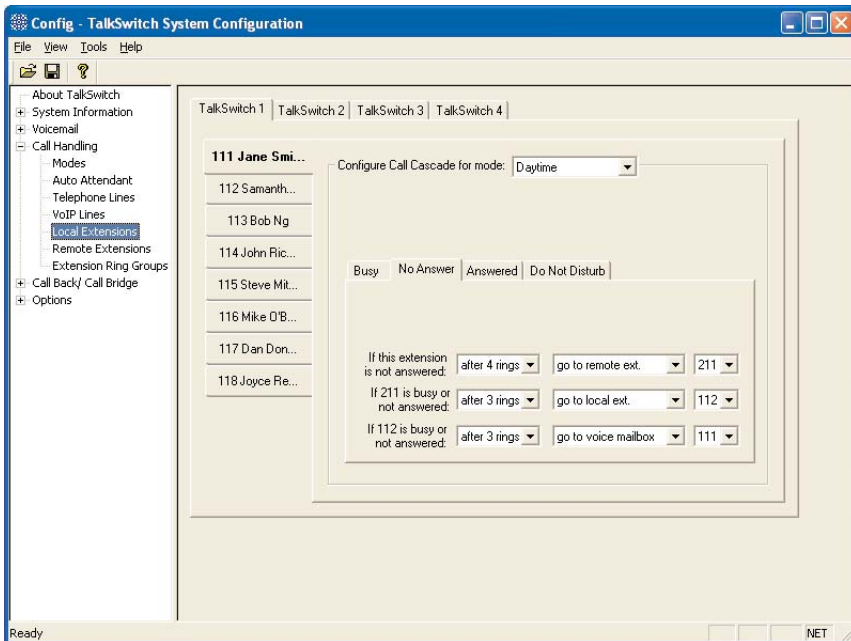 Config - TalkSwitch System Configuration
File View Tools Help
About TalkSwitch
System Information
Voicemail
Call Handling
Modes
Auto Attendant
Telephone Lines
VoIP Lines
Local Extensions
Remote Extensions
Extension Ring Groups
Call Back/ Call Bridge
Options
TalkSwitch 1 TalkSwitch 2 TalkSwitch 3 TalkSwitch 4
111 Jane Smi...
112 Samanth...
113 Bob Ng
114 John Ric...
115 Steve Mit...
116 Mike O'B...
117 Dan Don...
118 Joyce Re...
Configure Call Cascade for mode: Daytime
Busy No Answer Answered Do Not Disturb
If this extension
is not answered: after 4 rings go to remote ext. 211
If 211 is busy or
not answered: after 3 rings go to local ext. 112
If 112 is busy or
not answered: after 3 rings go to voice mailbox 111
Ready NET